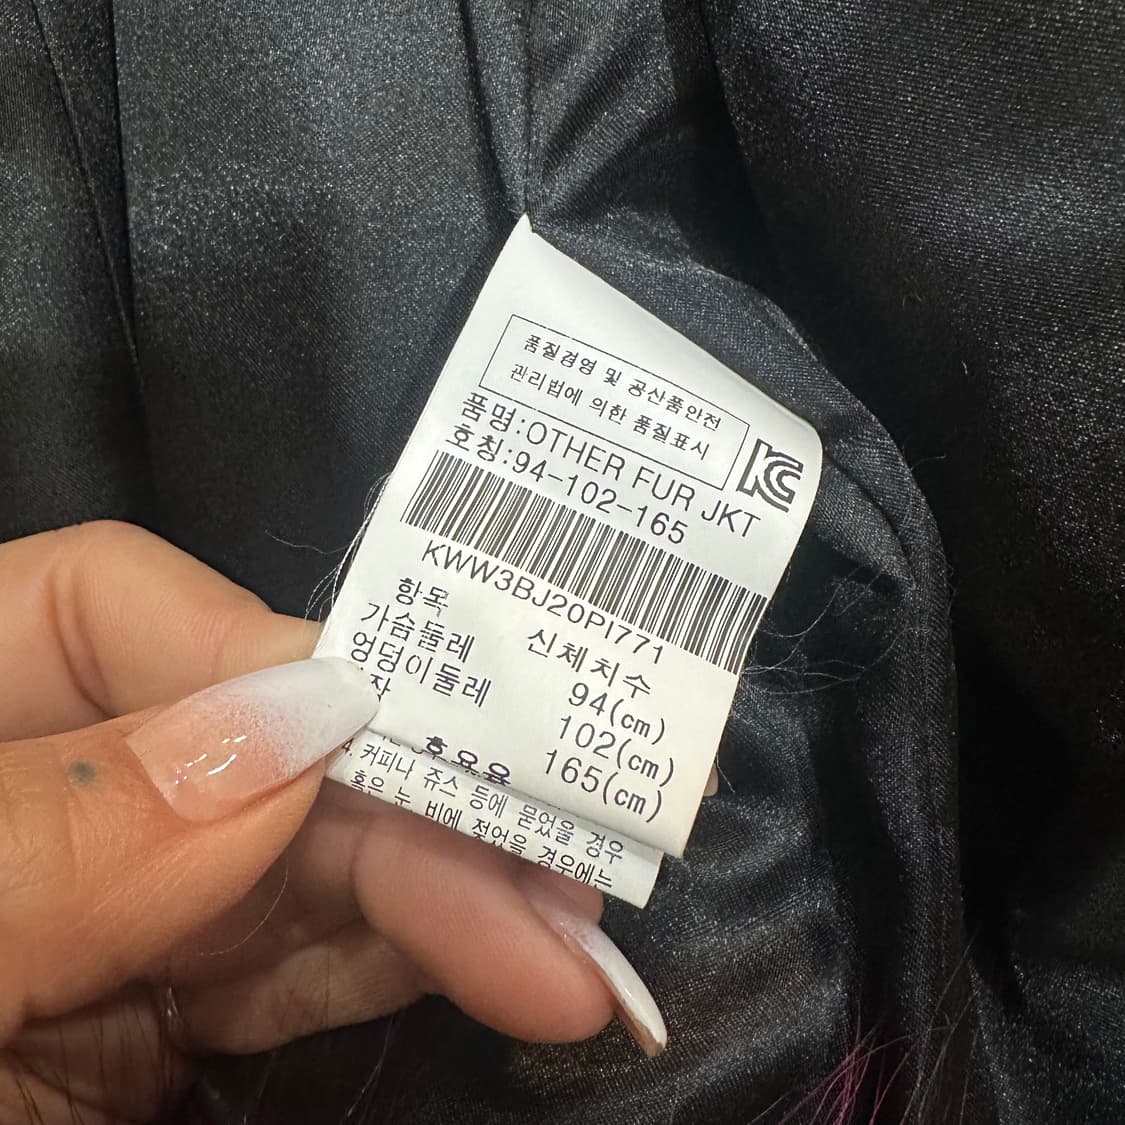 품질경영 및 공산품안전
관리법에 의한 품질표시
KC
품명:OTHER FUR JKT
호칭:94-102-165
KWW3BJ20PI771
항목 신체치수
가슴둘레 94(cm)
엉덩이둘레 102(cm)
165(cm)
4. 커피나 쥬스 등에 묻었을 경우
혹은 눈, 비에 젖었을 경우에는